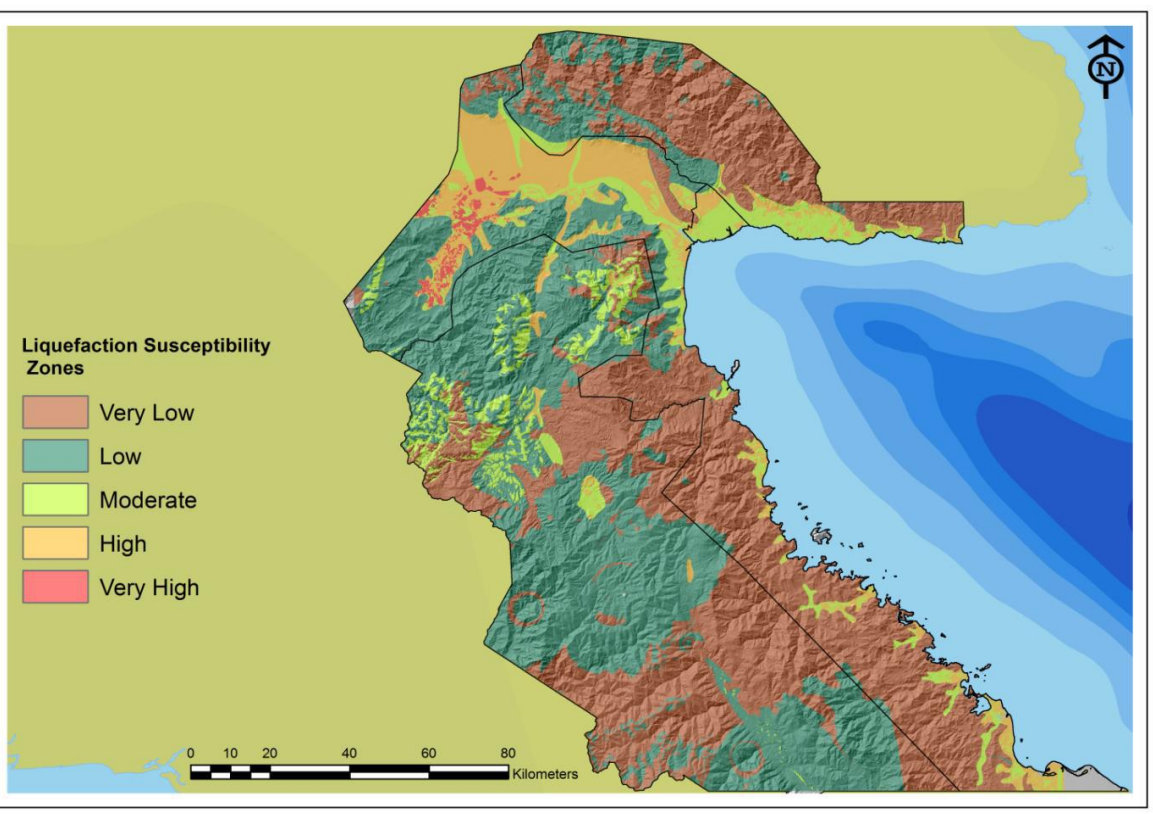 N
Liquefaction Susceptibility
Zones
Very Low
Low
Moderate
High
Very High
0 10 20 40 60 80
Kilometers